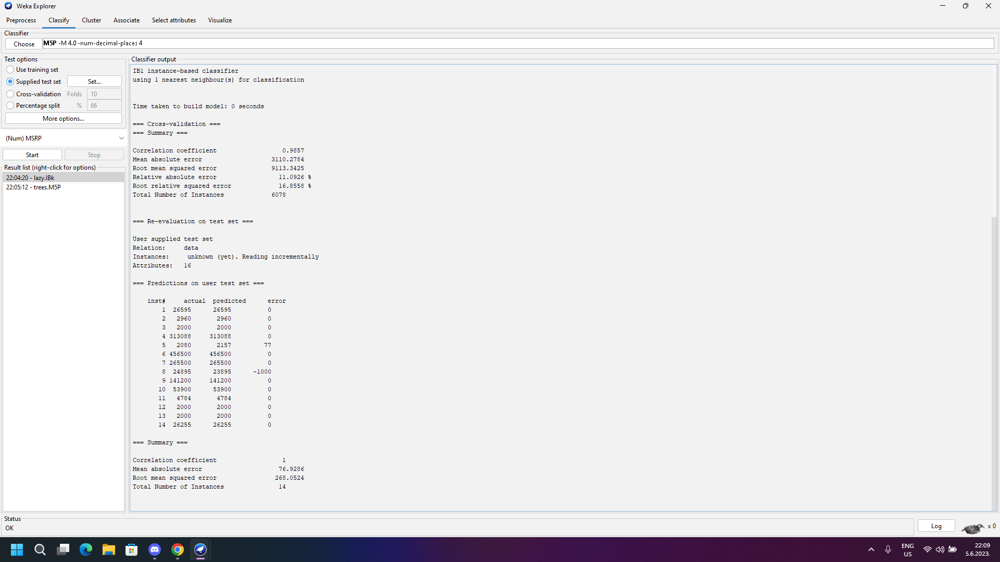 Weka Explorer
Preprocess Classify Cluster Associate Select attributes Visualize
Classifier
Choose M5P -M 4.0 -num-decimal-places 4
Test options
Use training set
Supplied test set Set...
Cross-validation Folds 10
Percentage split % 66
More options...
(Num) MSRP
Start Stop
Result list (right-click for options)
22:04:20 - lazy.IBk
22:05:12 - trees.M5P
Classifier output
IB1 instance-based classifier
using 1 nearest neighbour(s) for classification
Time taken to build model: 0 seconds
=== Cross-validation ===
=== Summary ===
Correlation coefficient 0.9857
Mean absolute error 3110.2784
Root mean squared error 9113.3425
Relative absolute error 11.0926 %
Root relative squared error 16.8558 %
Total Number of Instances 6078
=== Re-evaluation on test set ===
User supplied test set
Relation: data
Instances: unknown (yet). Reading incrementally
Attributes: 16
=== Predictions on user test set ===
inst# actual predicted error
1 26595 26595 0
2 2960 2960 0
3 2000 2000 0
4 313088 313088 0
5 2080 2157 77
6 456500 456500 0
7 265500 265500 0
8 24895 23895 -1000
9 141200 141200 0
10 53900 53900 0
11 4784 4784 0
12 2000 2000 0
13 2000 2000 0
14 26255 26255 0
=== Summary ===
Correlation coefficient 1
Mean absolute error 76.9286
Root mean squared error 268.0524
Total Number of Instances 14
Status
OK
Log
x 0
ENG
US
22:09
5.6.2023.